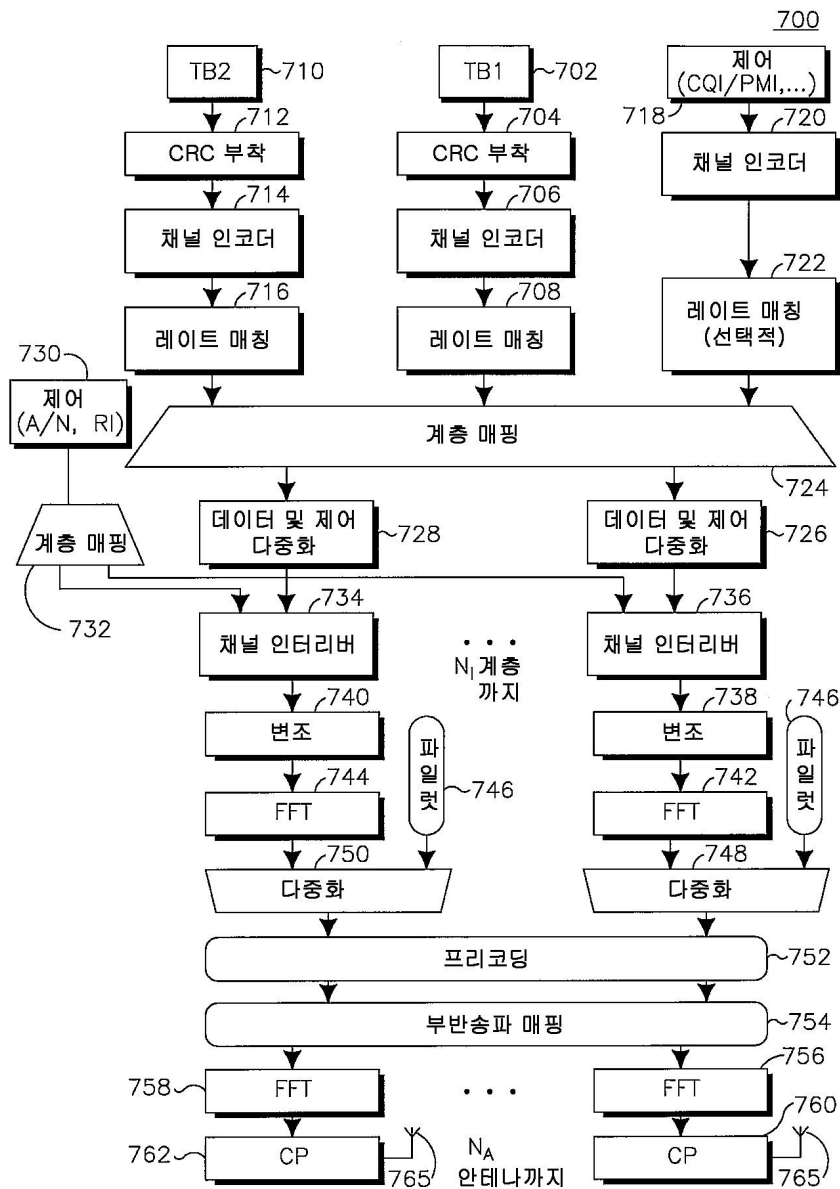 700
TB2
710
TB1
702
제어
(CQI/PMI,...)
718
712
704
720
CRC 부착
CRC 부착
채널 인코더
714
706
채널 인코더
채널 인코더
716
708
722
레이트 매칭
레이트 매칭
레이트 매칭
(선택적)
730
제어
(A/N, RI)
계층 매핑
724
계층 매핑
732
데이터 및 제어
다중화
728
데이터 및 제어
다중화
726
734
736
채널 인터리버
채널 인터리버
...
N_I 계층
까지
740
738
746
변조
변조
파일럿
파일럿
744
742
746
FFT
FFT
750
748
다중화
다중화
프리코딩
752
부반송파 매핑
754
756
758
FFT
...
FFT
760
762
CP
765
N_A
안테나까지
CP
765